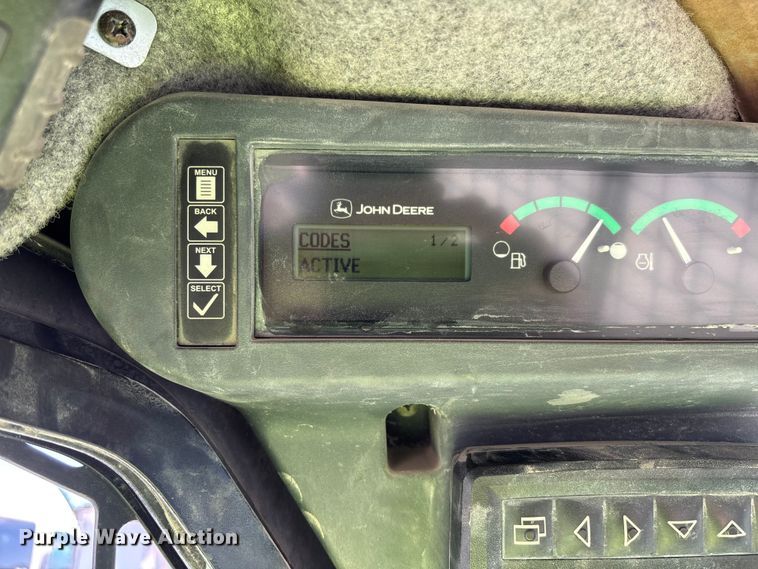 MENU
BACK
NEXT
SELECT
JOHN DEERE
CODES 1/2
ACTIVE
Purple Wave Auction